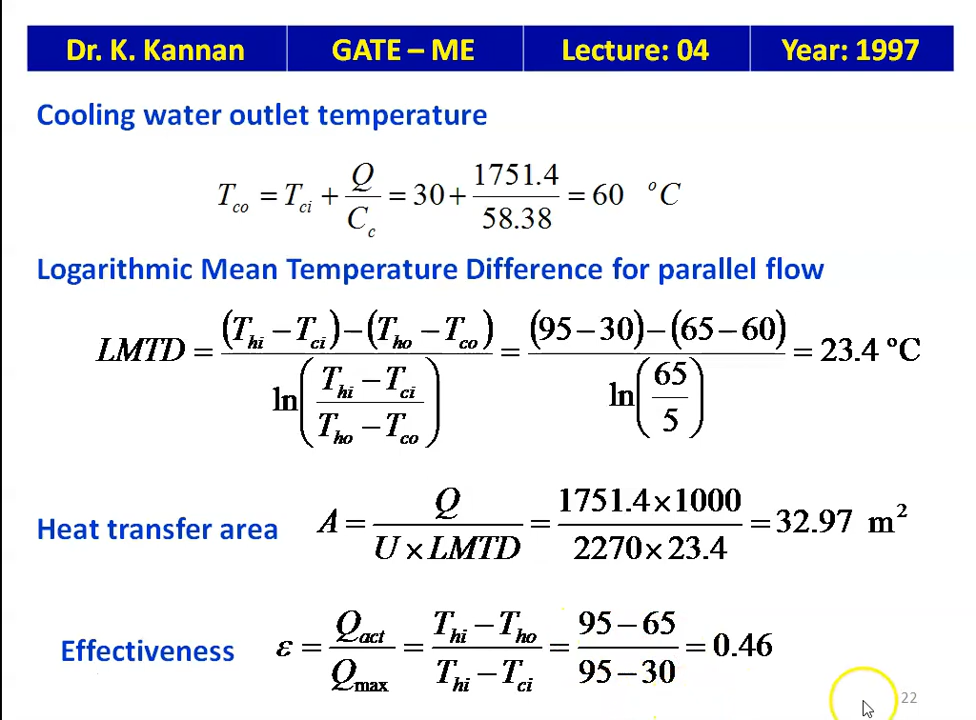 Dr. K. Kannan GATE – ME Lecture: 04 Year: 1997
Cooling water outlet temperature
T_co = T_ci + Q/C_c = 30 + 1751.4/58.38 = 60 °C
Logarithmic Mean Temperature Difference for parallel flow
LMTD = ((T_hi − T_ci) − (T_ho − T_co))/ln((T_hi − T_ci)/(T_ho − T_co)) = ((95 − 30) − (65 − 60))/ln(65/5) = 23.4 °C
Heat transfer area A = Q/(U × LMTD) = (1751.4 × 1000)/(2270 × 23.4) = 32.97 m²
Effectiveness ε = Q_act/Q_max = (T_hi − T_ho)/(T_hi − T_ci) = (95 − 65)/(95 − 30) = 0.46
22